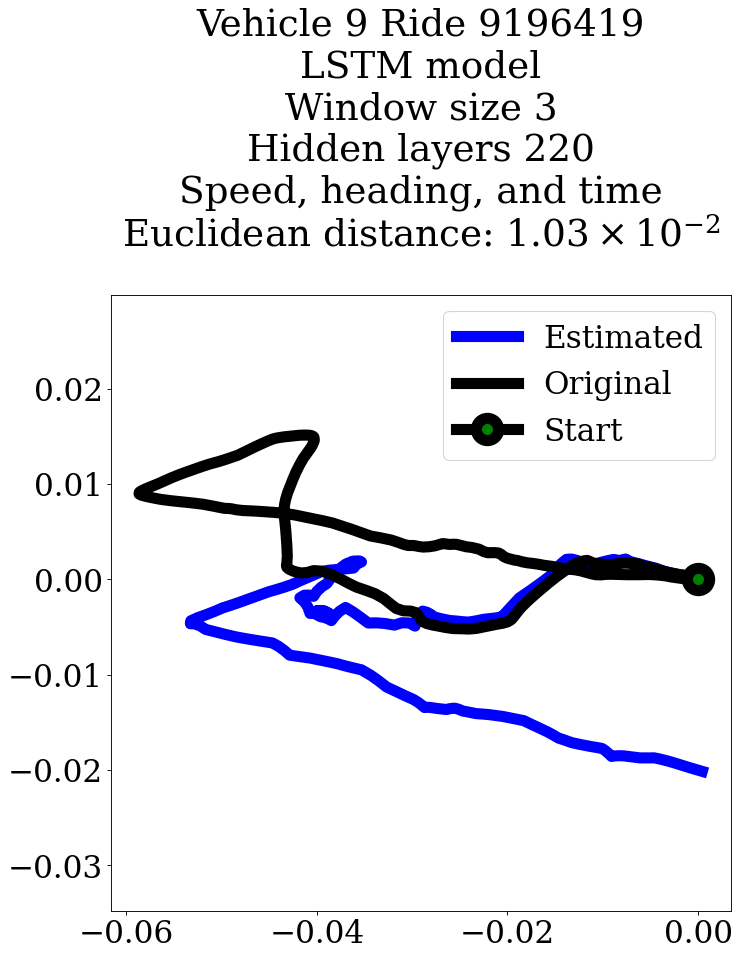 Vehicle 9 Ride 9196419
LSTM model
Window size 3
Hidden layers 220
Speed, heading, and time
Euclidean distance: 1.03 × 10⁻²
Estimated
Original
Start
0.02
0.01
0.00
−0.01
−0.02
−0.03
−0.06
−0.04
−0.02
0.00